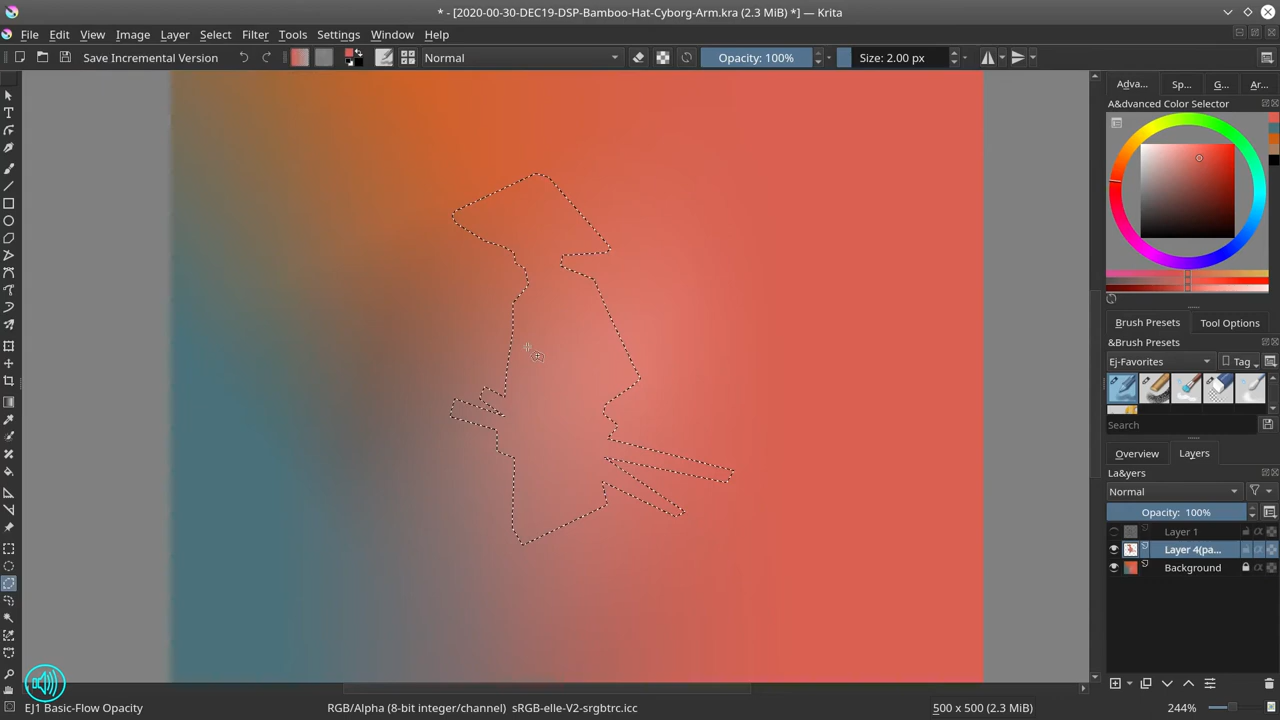 * - [2020-00-30-DEC19-DSP-Bamboo-Hat-Cyborg-Arm.kra (2.3 MiB) *] — Krita
File Edit View Image Layer Select Filter Tools Settings Window Help
Save Incremental Version Normal Opacity: 100% Size: 2.00 px
Adva... Sp... G... Ar...
A&dvanced Color Selector
Brush Presets Tool Options
&Brush Presets
Ej-Favorites Tag
Search
Overview Layers
La&yers
Normal
Opacity: 100%
Layer 1
Layer 4(pa...
Background
EJ1 Basic-Flow Opacity RGB/Alpha (8-bit integer/channel) sRGB-elle-V2-srgbtrc.icc 500 x 500 (2.3 MiB) 244%